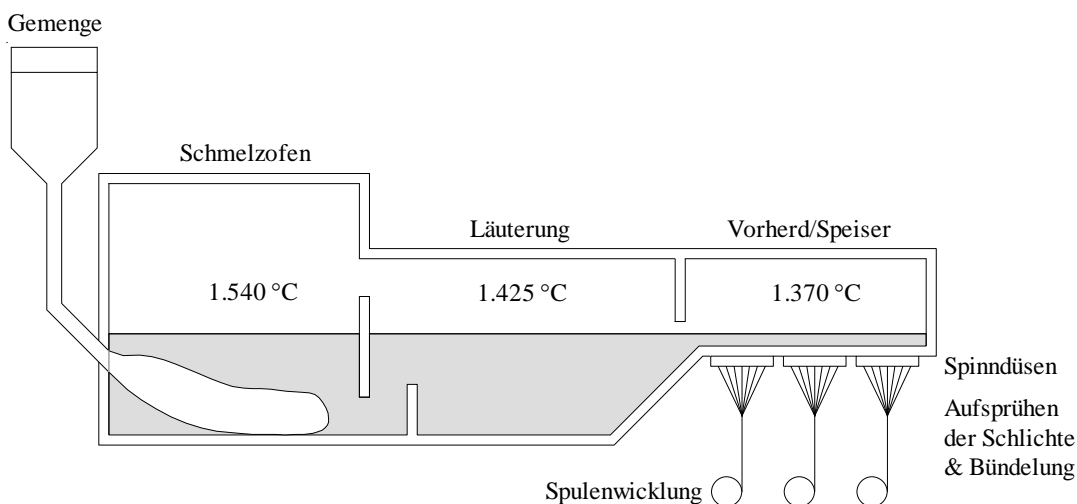 Gemenge
Schmelzofen
Läuterung
Vorherd/Speiser
1.540 °C
1.425 °C
1.370 °C
Spinndüsen
Aufsprühen
der Schlichte
& Bündelung
Spulenwicklung